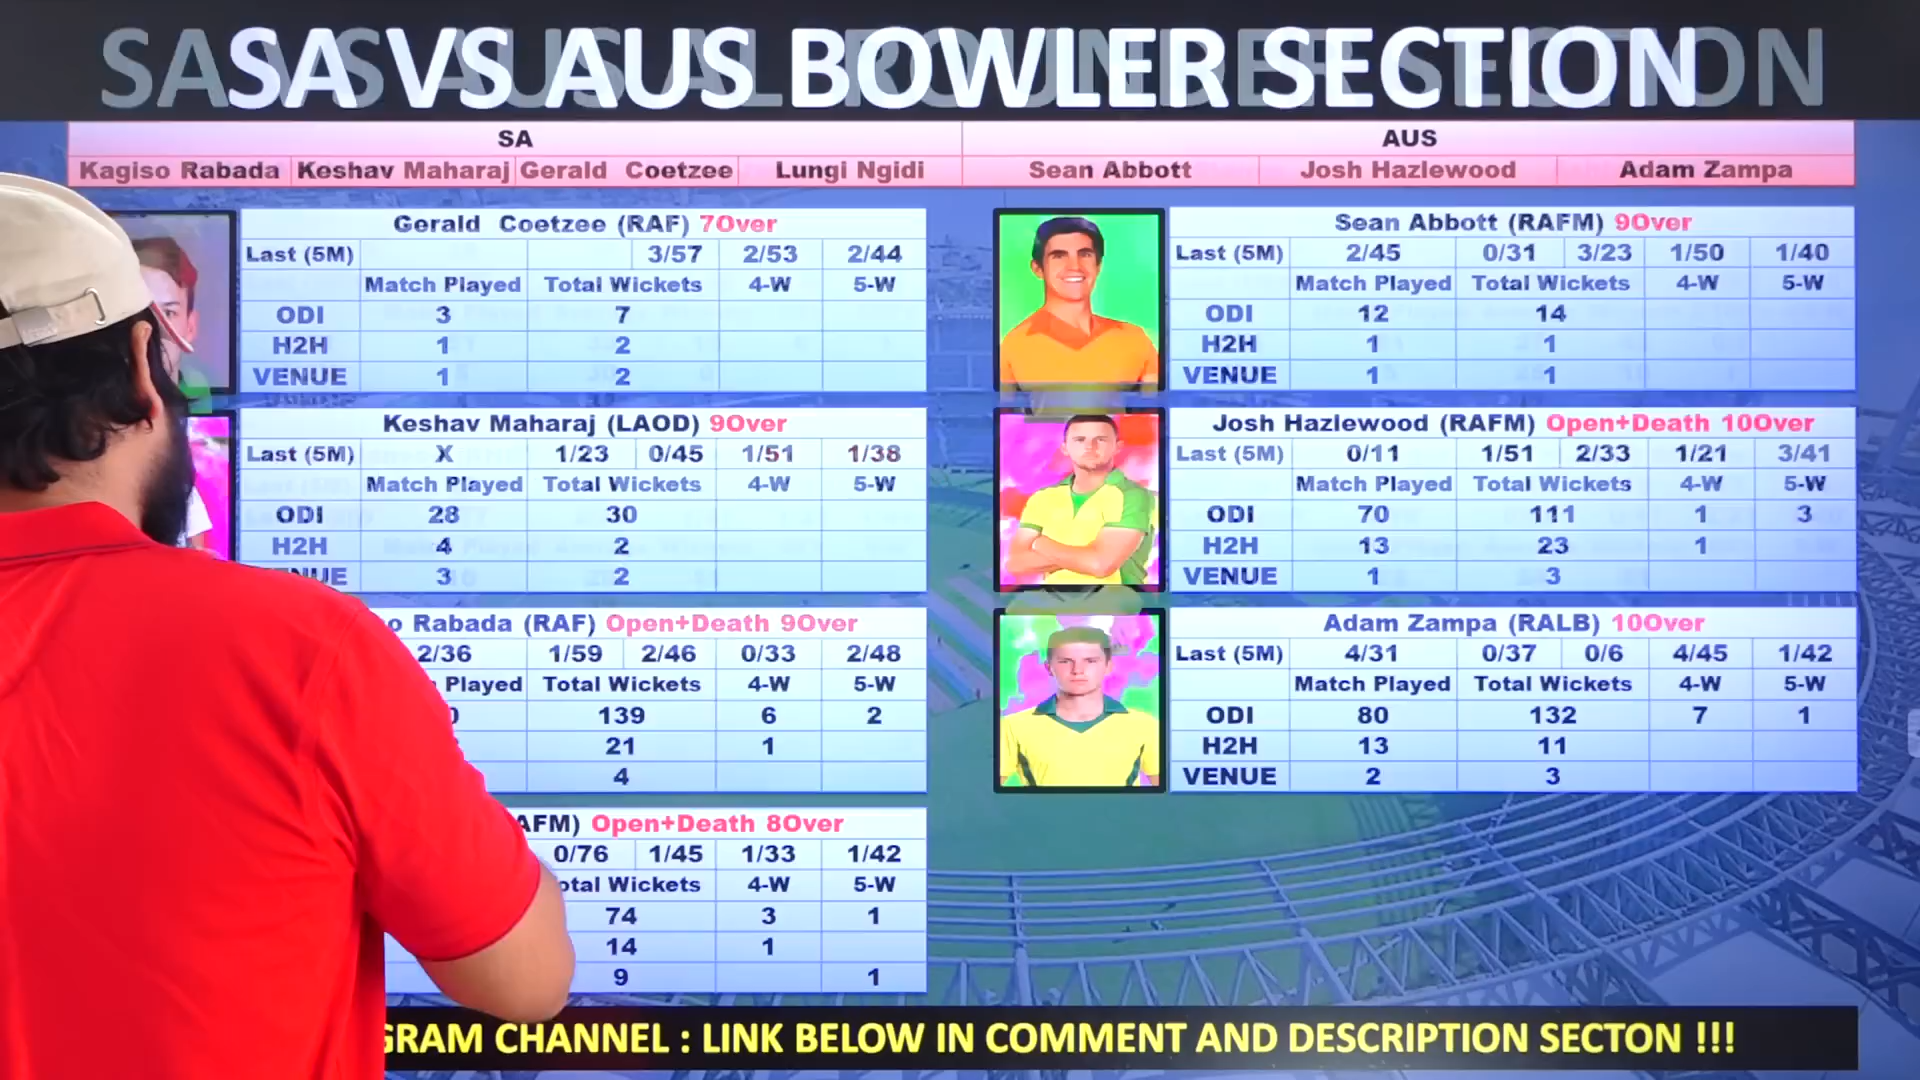 SA VS AUS BOWLER SECTION
SA AUS
Kagiso Rabada Keshav Maharaj Gerald Coetzee Lungi Ngidi Sean Abbott Josh Hazlewood Adam Zampa
Gerald Coetzee (RAF) 7Over
Last (5M) 3/57 2/53 2/44
Match Played Total Wickets 4-W 5-W
ODI 3 7
H2H 1 2
VENUE 1 2
Keshav Maharaj (LAOD) 9Over
Last (5M) X 1/23 0/45 1/51 1/38
Match Played Total Wickets 4-W 5-W
ODI 28 30
H2H 4 2
3 2
Rabada (RAF) Open+Death 9Over
2/36 1/59 2/46 0/33 2/48
Played Total Wickets 4-W 5-W
139 6 2
21 1
4
Open+Death 8Over
0/76 1/45 1/33 1/42
Wickets 4-W 5-W
74 3 1
14 1
9 1
Sean Abbott (RAFM) 9Over
Last (5M) 2/45 0/31 3/23 1/50 1/40
Match Played Total Wickets 4-W 5-W
ODI 12 14
H2H 1 1
VENUE 1 1
Josh Hazlewood (RAFM) Open+Death 10Over
Last (5M) 0/11 1/51 2/33 1/21 3/41
Match Played Total Wickets 4-W 5-W
ODI 70 111 1 3
H2H 13 23 1
VENUE 1 3
Adam Zampa (RALB) 10Over
Last (5M) 4/31 0/37 0/6 4/45 1/42
Match Played Total Wickets 4-W 5-W
ODI 80 132 7 1
H2H 13 11
VENUE 2 3
CHANNEL : LINK BELOW IN COMMENT AND DESCRIPTION SECTON !!!